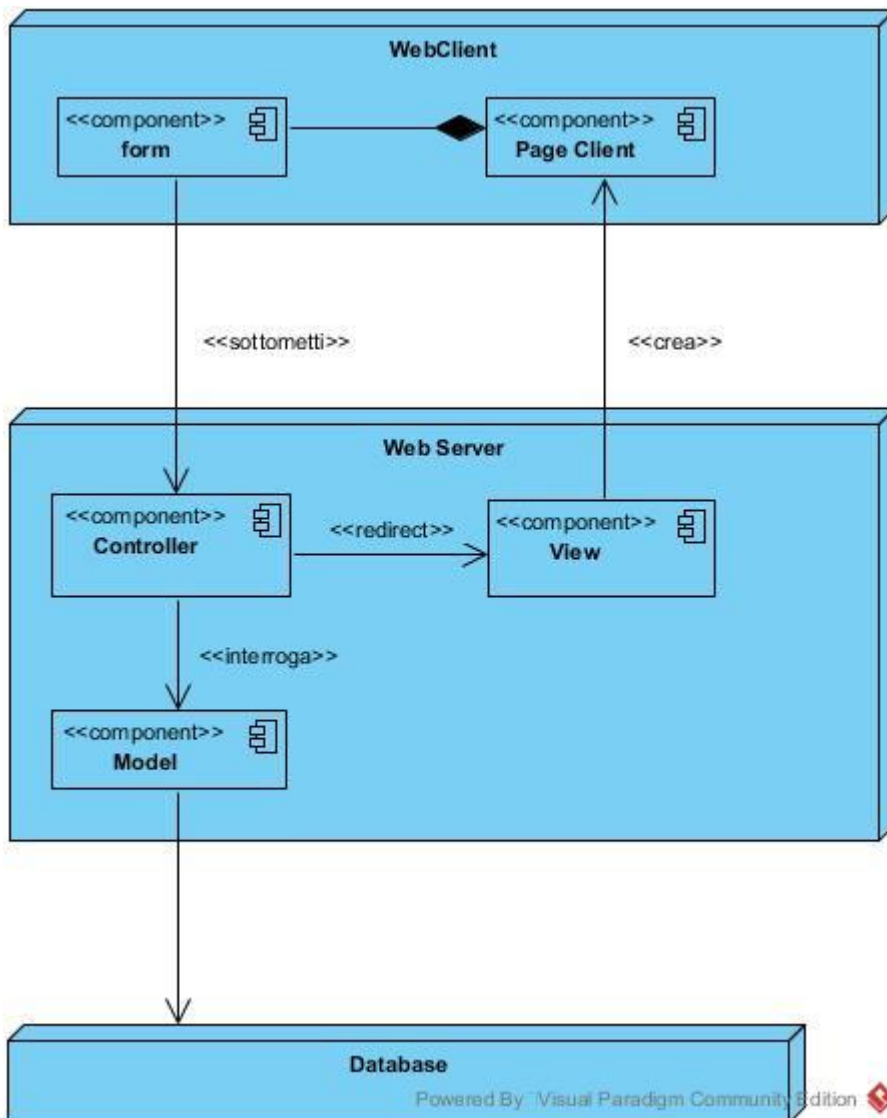 WebClient
<<component>>
form
<<component>>
Page Client
<<sottometti>>
<<crea>>
Web Server
<<component>>
Controller
<<redirect>>
<<component>>
View
<<interroga>>
<<component>>
Model
Database
Powered By Visual Paradigm Community Edition